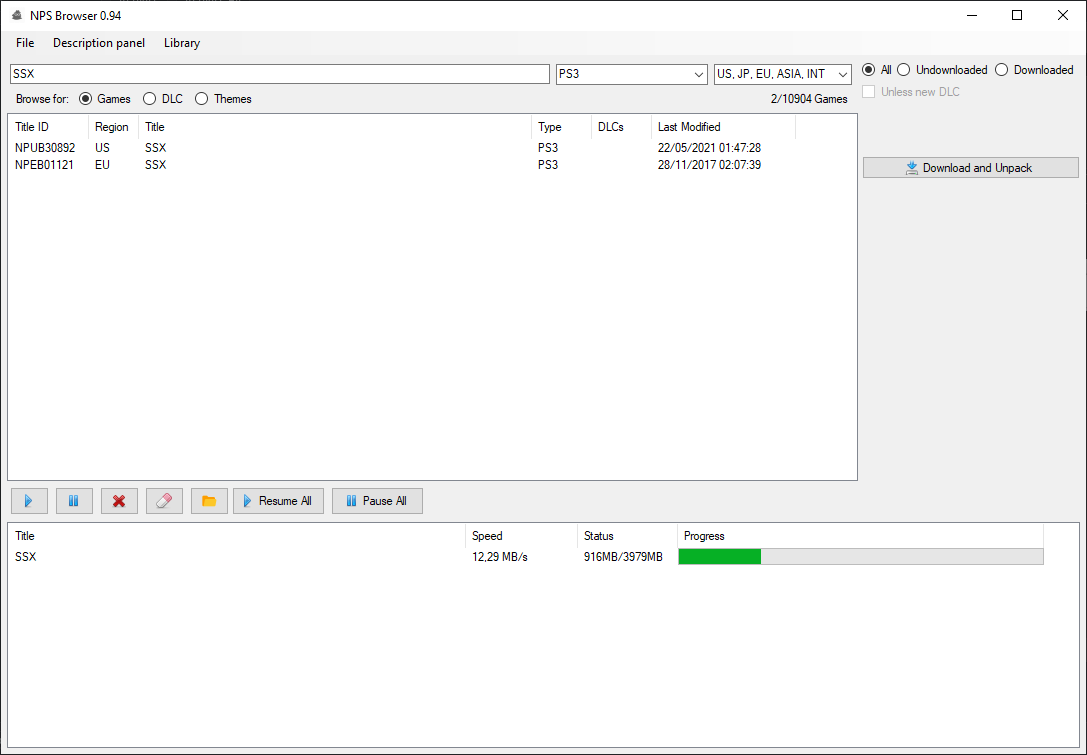 NPS Browser 0.94
File Description panel Library
SSX PS3 US, JP, EU, ASIA, INT All Undownloaded Downloaded
Browse for: Games DLC Themes 2/10904 Games Unless new DLC
Title ID Region Title Type DLCs Last Modified
NPUB30892 US SSX PS3 22/05/2021 01:47:28
NPEB01121 EU SSX PS3 28/11/2017 02:07:39
Download and Unpack
Resume All Pause All
Title Speed Status Progress
SSX 12,29 MB/s 916MB/3979MB